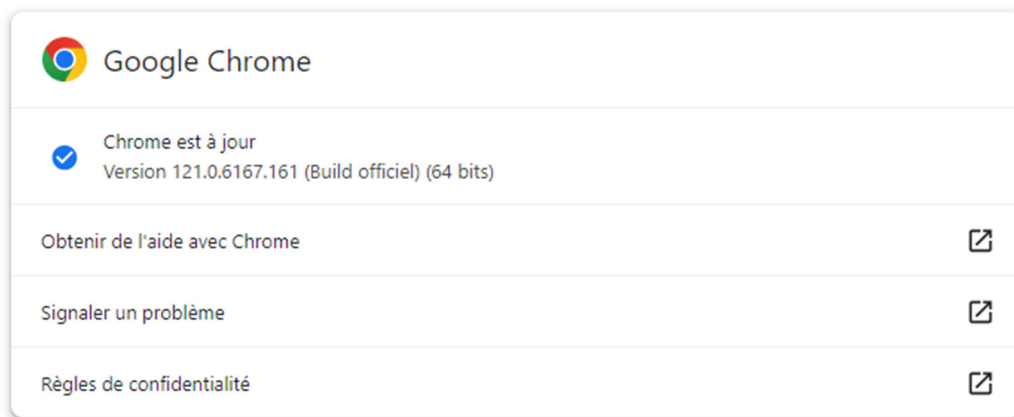 Google Chrome
Chrome est à jour
Version 121.0.6167.161 (Build officiel) (64 bits)
Obtenir de l'aide avec Chrome
Signaler un problème
Règles de confidentialité